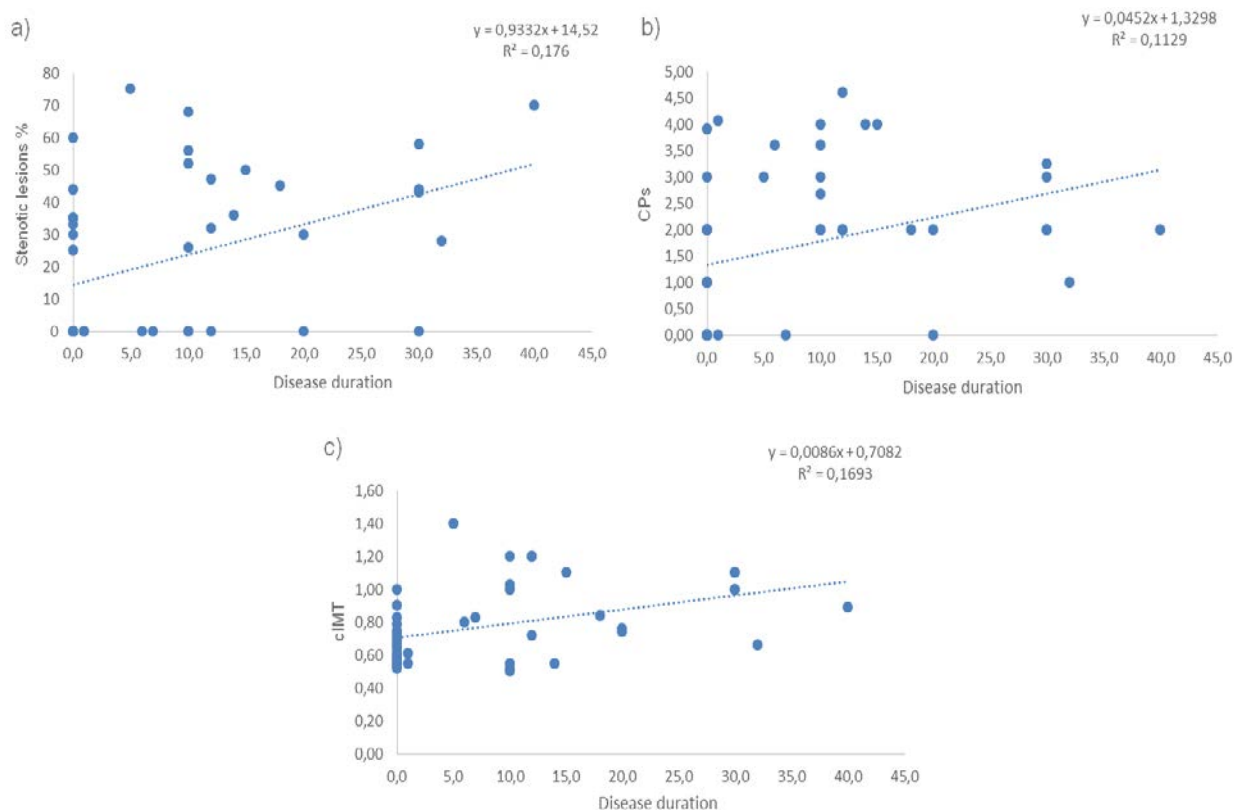 a)
y = 0,9332x + 14,52
R² = 0,176
80
70
60
50
40
30
20
10
0
Stenotic lesions %
0,0 5,0 10,0 15,0 20,0 25,0 30,0 35,0 40,0 45,0
Disease duration
b)
y = 0,0452x + 1,3298
R² = 0,1129
5,00
4,50
4,00
3,50
3,00
2,50
2,00
1,50
1,00
0,50
0,00
CPs
0,0 5,0 10,0 15,0 20,0 25,0 30,0 35,0 40,0 45,0
Disease duration
c)
y = 0,0086x + 0,7082
R² = 0,1693
1,60
1,40
1,20
1,00
0,80
0,60
0,40
0,20
0,00
cIMT
0,0 5,0 10,0 15,0 20,0 25,0 30,0 35,0 40,0 45,0
Disease duration